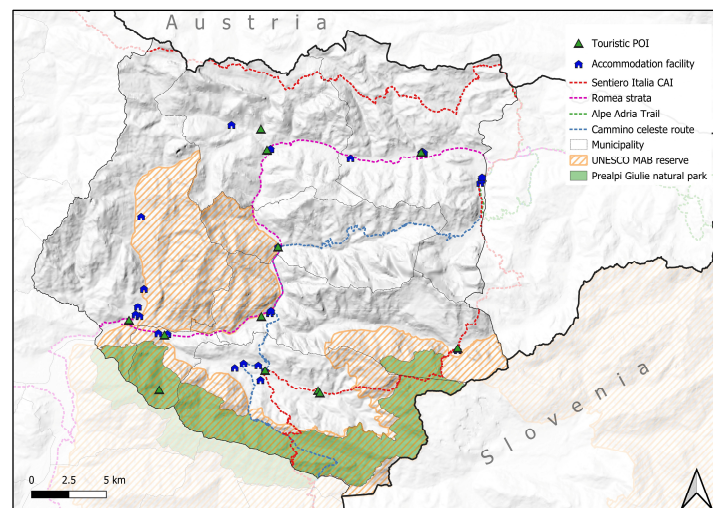 Austria
Touristic POI
Accommodation facility
Sentiero Italia CAI
Romea strata
Alpe Adria Trail
Cammino celeste route
Municipality
UNESCO MAB reserve
Prealpi Giulie natural park
Slovenia
0 2.5 5 km